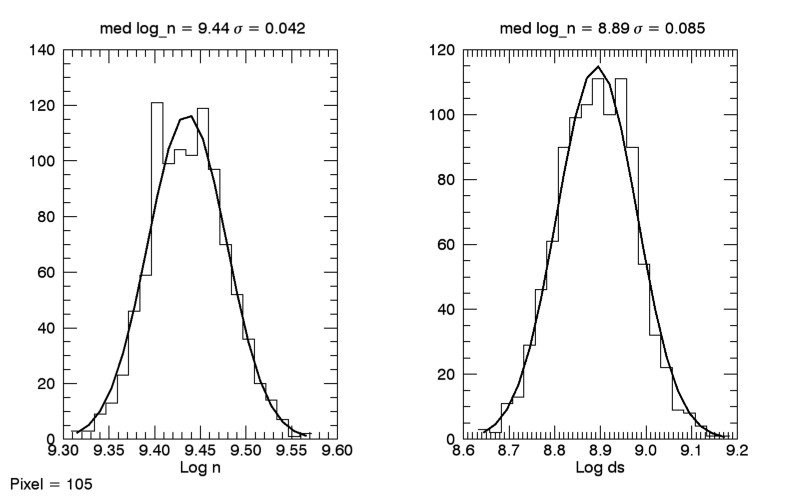 med log_n = 9.44 σ = 0.042
140
120
100
80
60
40
20
0
9.30 9.35 9.40 9.45 9.50 9.55 9.60
Log n
med log_n = 8.89 σ = 0.085
120
100
80
60
40
20
0
8.6 8.7 8.8 8.9 9.0 9.1 9.2
Log ds
Pixel = 105